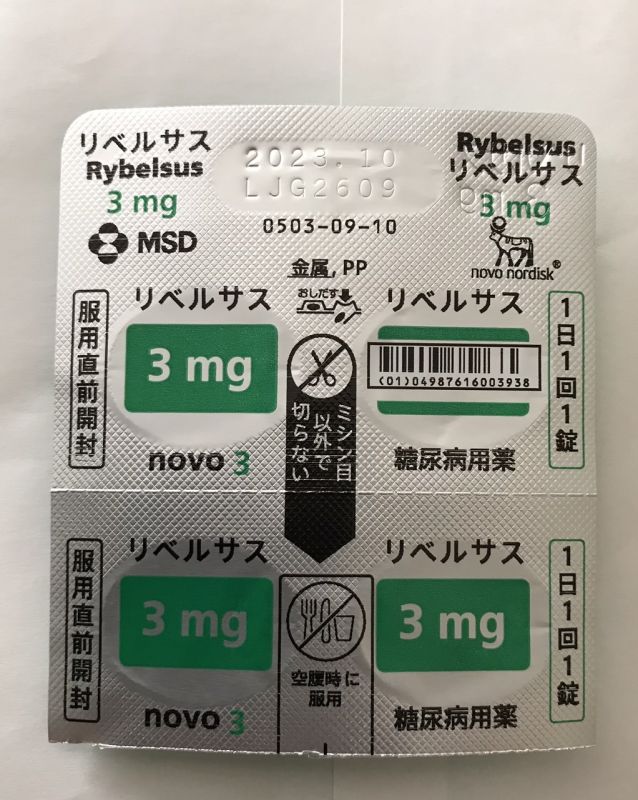 リベルサス
Rybelsus
3 mg
MSD
2023.10
LJG2609
0503-09-10
Rybelsus
リベルサス
3 mg
novo nordisk®
金属, PP
おしだす
リベルサス
リベルサス
服用直前開封
3 mg
(01)04987616003938
1日1回1錠
ミシン目
以外で
切らない
novo 3
糖尿病用薬
リベルサス
リベルサス
服用直前開封
3 mg
3 mg
1日1回1錠
空腹時に
服用
novo 3
糖尿病用薬